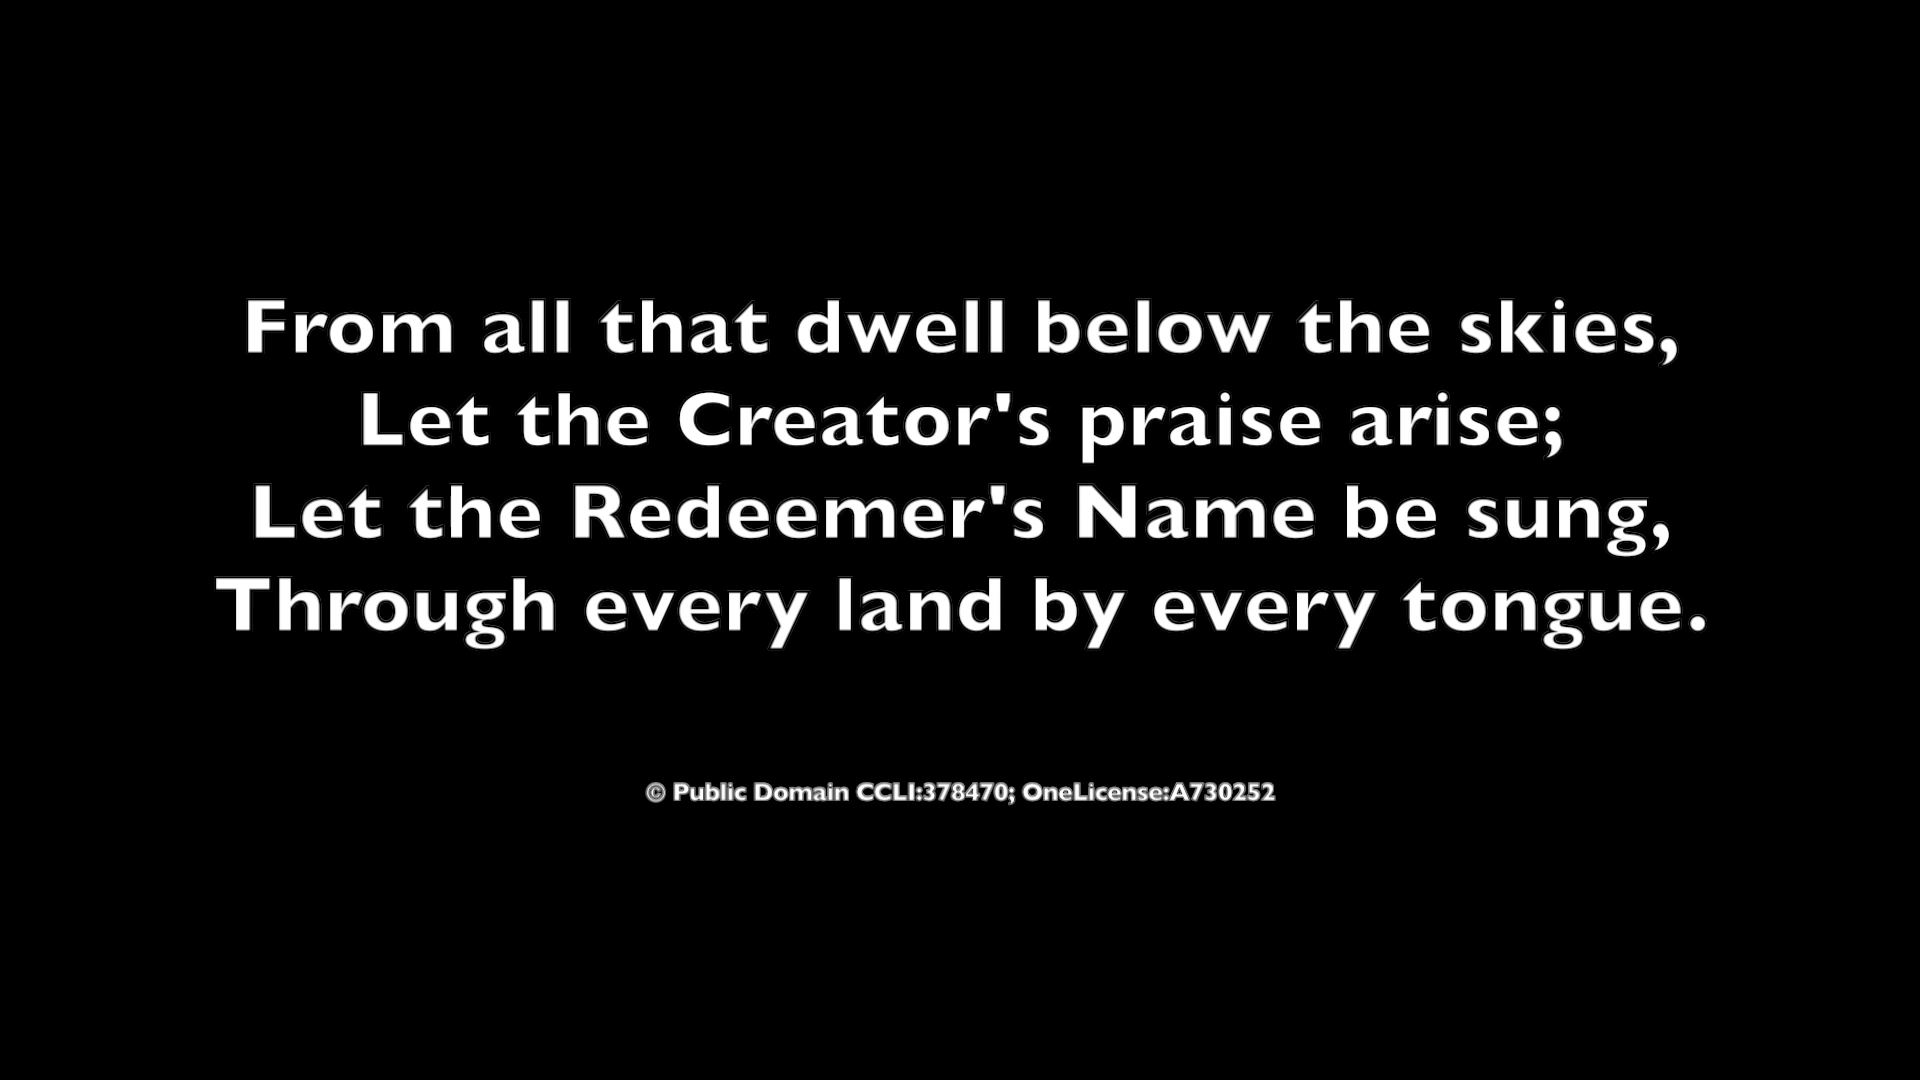 From all that dwell below the skies,
Let the Creator's praise arise;
Let the Redeemer's Name be sung,
Through every land by every tongue.
© Public Domain CCLI:378470; OneLicense:A730252